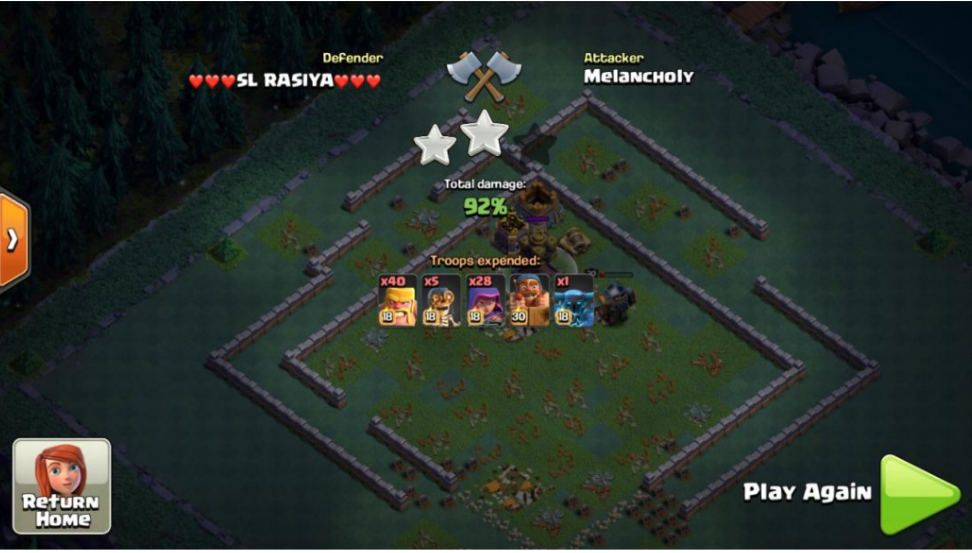 Defender
♥♥♥SL RASIYA♥♥♥
Attacker
Melancholy
Total damage:
92%
Troops expended:
x40 x5 x28 x1
18 18 18 30 18
Return
Home
Play Again